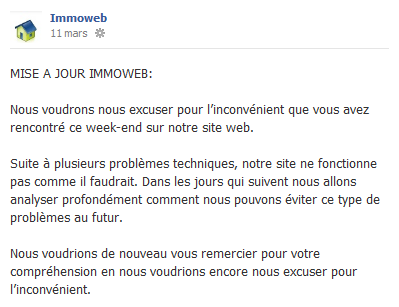 Immoweb
11 mars
MISE A JOUR IMMOWEB:
Nous voudrons nous excuser pour l'inconvénient que vous avez
rencontré ce week-end sur notre site web.
Suite à plusieurs problèmes techniques, notre site ne fonctionne
pas comme il faudrait. Dans les jours qui suivent nous allons
analyser profondément comment nous pouvons éviter ce type de
problèmes au futur.
Nous voudrions de nouveau vous remercier pour votre
compréhension en nous voudrions encore nous excuser pour
l'inconvénient.